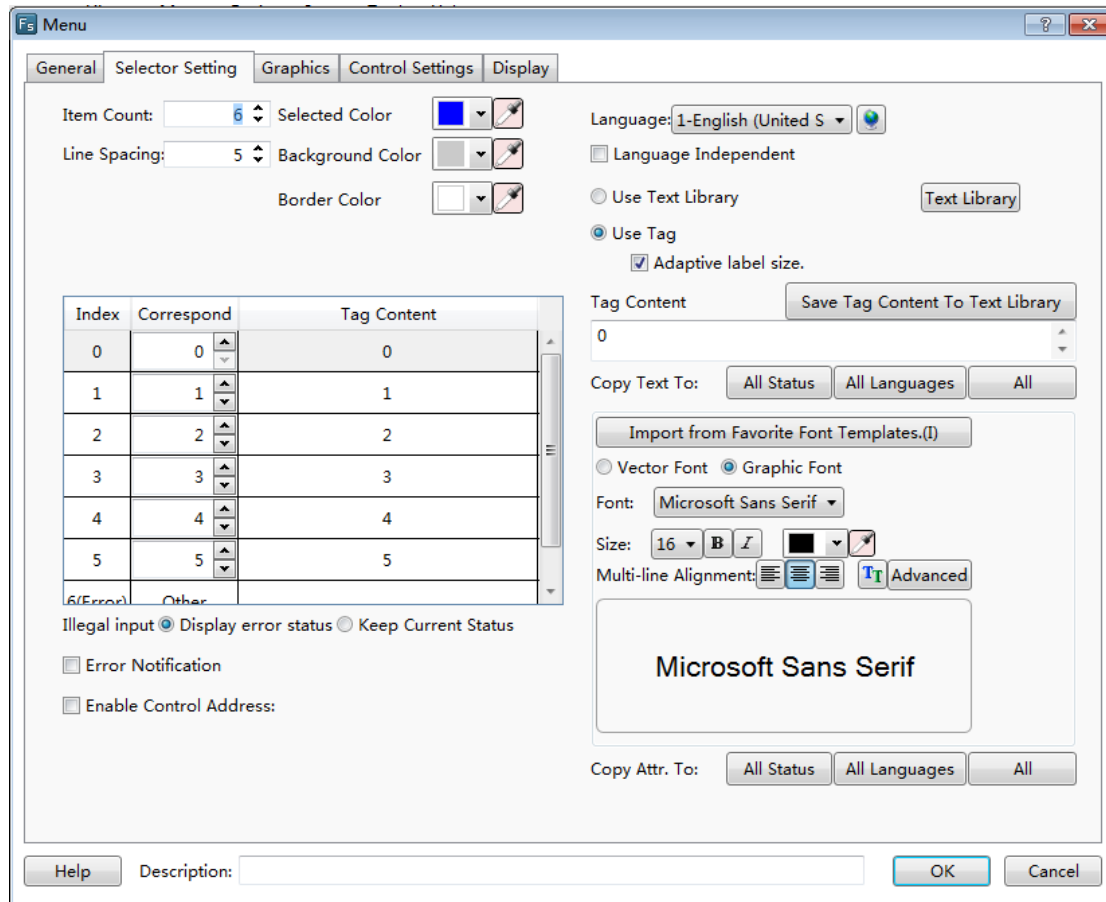 Fs Menu
General Selector Setting Graphics Control Settings Display
Item Count: 6 Selected Color
Line Spacing: 5 Background Color
Border Color
Language: 1-English (United S
Language Independent
Use Text Library Text Library
Use Tag
Adaptive label size.
Index Correspond Tag Content
0 0 0
1 1 1
2 2 2
3 3 3
4 4 4
5 5 5
6(Error) Other
Illegal input Display error status Keep Current Status
Error Notification
Enable Control Address:
Tag Content Save Tag Content To Text Library
0
Copy Text To: All Status All Languages All
Import from Favorite Font Templates.(I)
Vector Font Graphic Font
Font: Microsoft Sans Serif
Size: 16 B I
Multi-line Alignment: TT Advanced
Microsoft Sans Serif
Copy Attr. To: All Status All Languages All
Help Description: OK Cancel